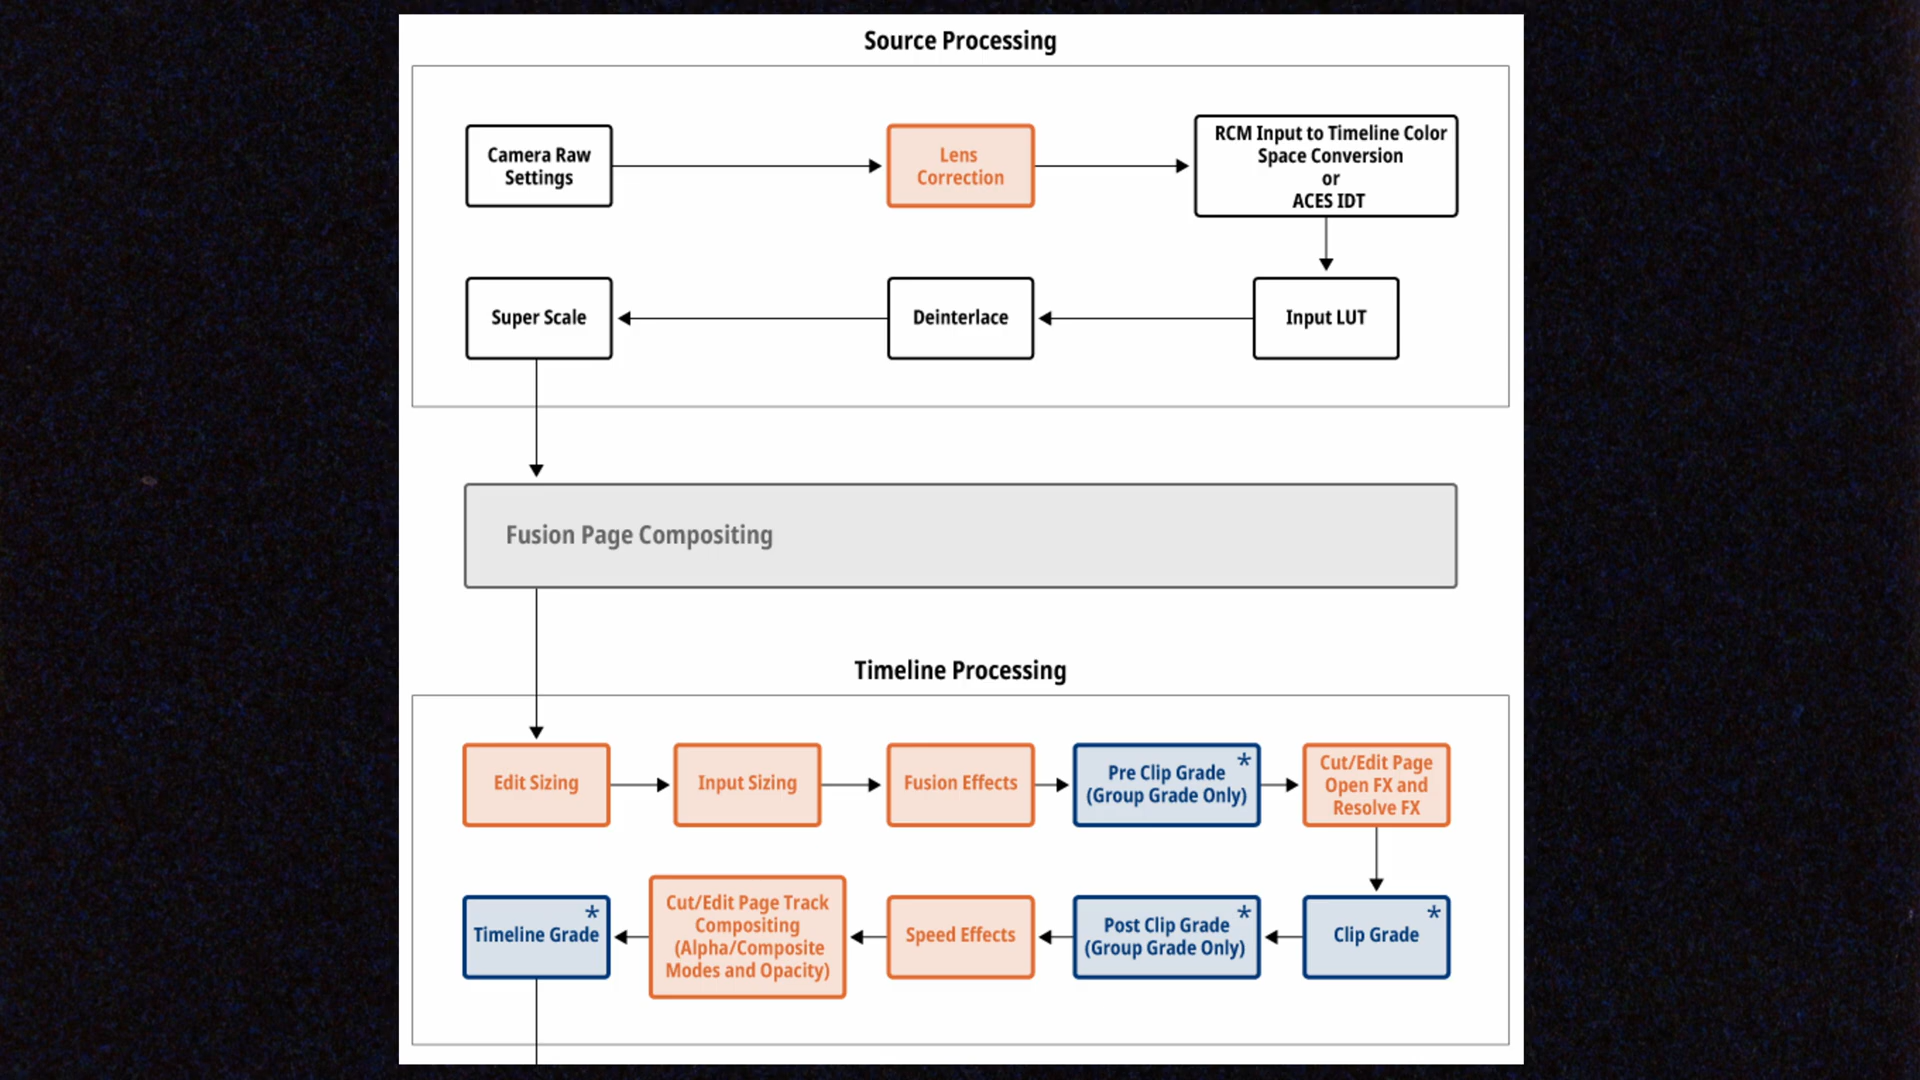 Source Processing
Camera Raw
Settings
Lens
Correction
RCM Input to Timeline Color
Space Conversion
or
ACES IDT
Super Scale
Deinterlace
Input LUT
Fusion Page Compositing
Timeline Processing
Edit Sizing
Input Sizing
Fusion Effects
Pre Clip Grade *
(Group Grade Only)
Cut/Edit Page
Open FX and
Resolve FX
Timeline Grade *
Cut/Edit Page Track
Compositing
(Alpha/Composite
Modes and Opacity)
Speed Effects
Post Clip Grade *
(Group Grade Only)
Clip Grade *